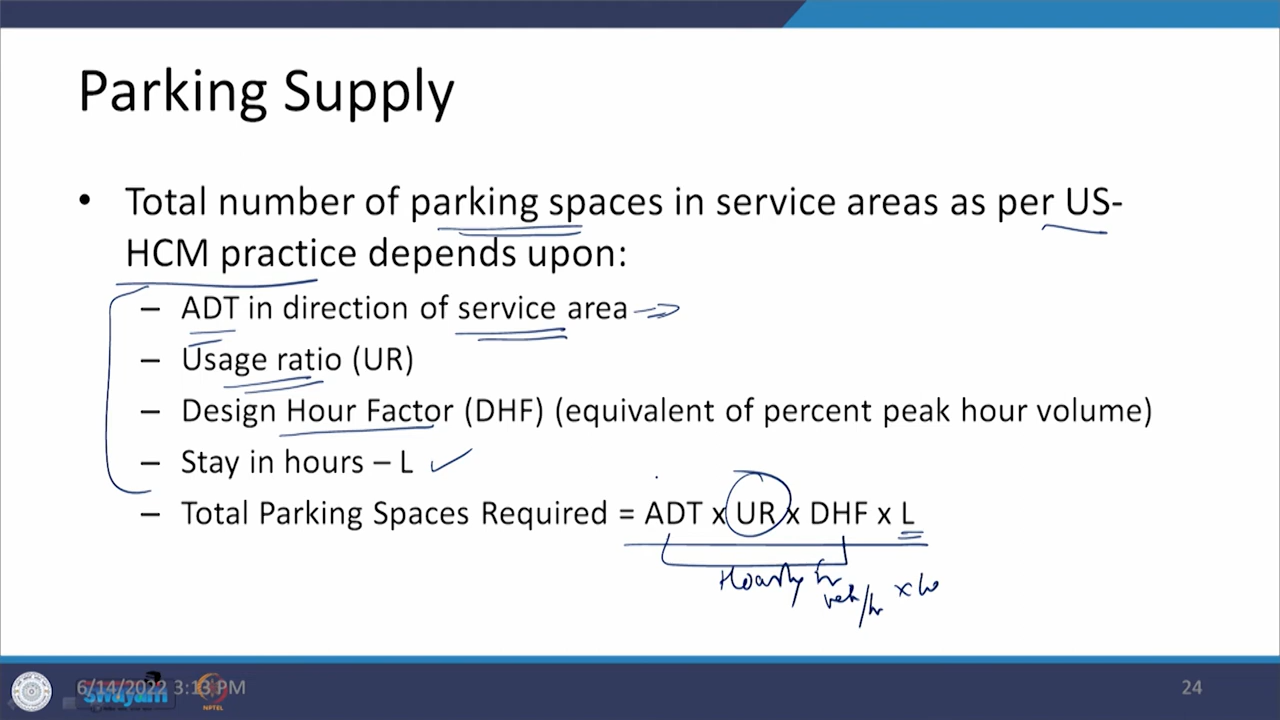 Parking Supply
• Total number of parking spaces in service areas as per US-
HCM practice depends upon:
– ADT in direction of service area
– Usage ratio (UR)
– Design Hour Factor (DHF) (equivalent of percent peak hour volume)
– Stay in hours – L
– Total Parking Spaces Required = ADT x UR x DHF x L
Hourly
veh/hr x
6/14/2022 3:13 PM
swayam
NPTEL
24